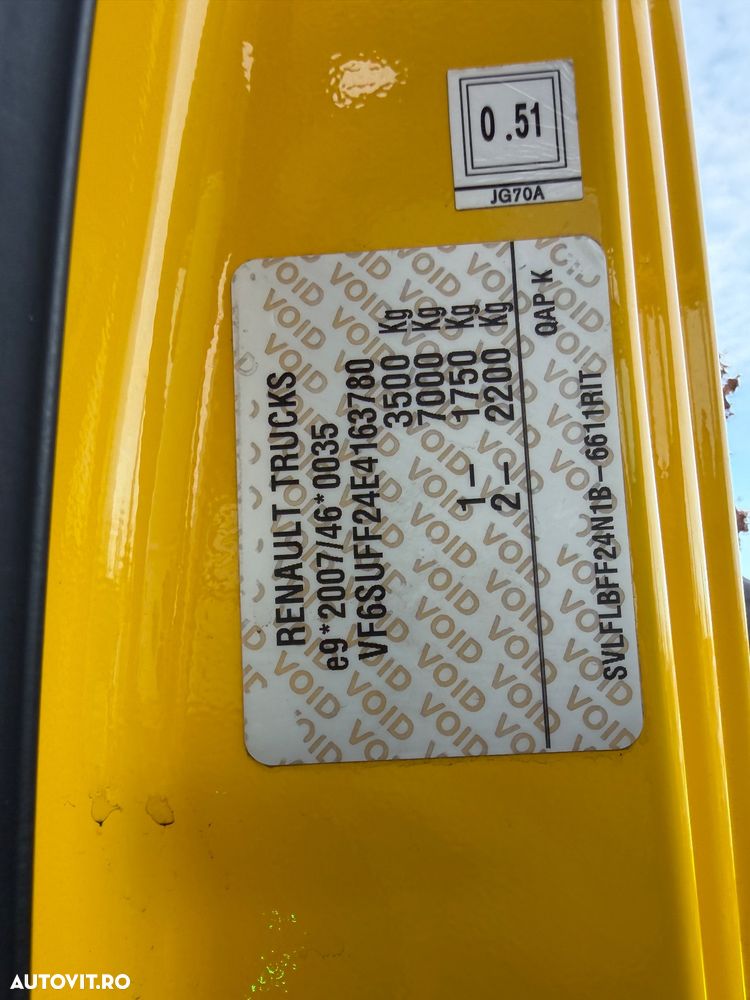 0.51
JG70A
RENAULT TRUCKS
e9*2007/46*0035
VF6SUFF24E4163780
3500 Kg
7000 Kg
1– 1750 Kg
2– 2200 Kg
QAP K
SVLFLBFF24N1B–6611RIT
VOID
AUTOVIT.RO